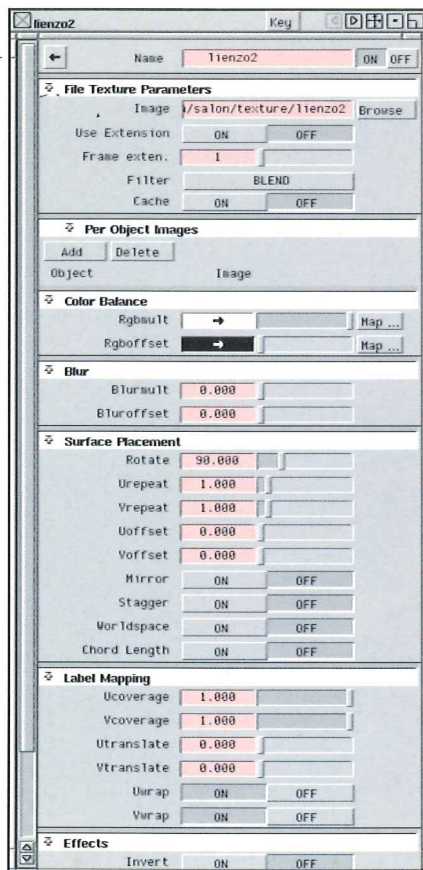 lienzo2 Key
Name lienzo2 ON OFF
File Texture Parameters
Image /salon/texture/lienzo2 Browse
Use Extension ON OFF
Frame exten. 1
Filter BLEND
Cache ON OFF
Per Object Images
Add Delete
Object Image
Color Balance
Rgbmult Map ...
Rgboffset Map ...
Blur
Blurmult 0.000
Bluroffset 0.000
Surface Placement
Rotate 90.000
Urepeat 1.000
Vrepeat 1.000
Uoffset 0.000
Voffset 0.000
Mirror ON OFF
Stagger ON OFF
Worldspace ON OFF
Chord Length ON OFF
Label Mapping
Ucoverage 1.000
Vcoverage 1.000
Utranslate 0.000
Vtranslate 0.000
Uwrap ON OFF
Vwrap ON OFF
Effects
Invert ON OFF